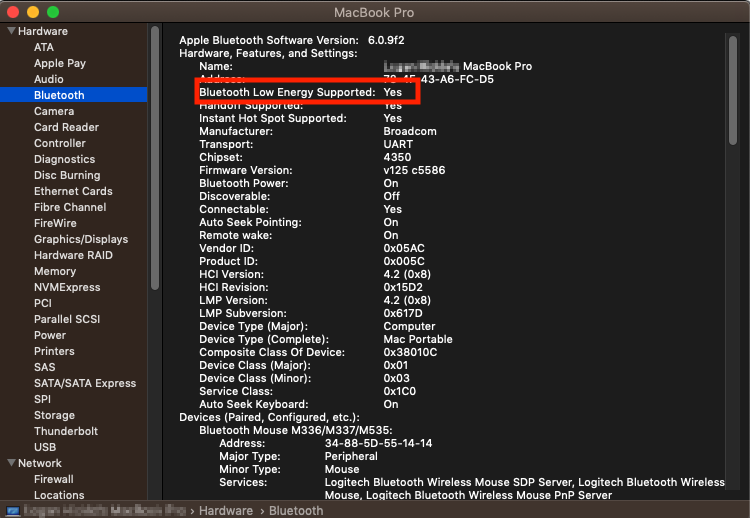 MacBook Pro
Hardware
ATA
Apple Pay
Audio
Bluetooth
Camera
Card Reader
Controller
Diagnostics
Disc Burning
Ethernet Cards
Fibre Channel
FireWire
Graphics/Displays
Hardware RAID
Memory
NVMExpress
PCI
Parallel SCSI
Power
Printers
SAS
SATA/SATA Express
SPI
Storage
Thunderbolt
USB
Network
Firewall
Locations
Apple Bluetooth Software Version: 6.0.9f2
Hardware, Features, and Settings:
Name: MacBook Pro
Address: 43-A6-FC-D5
Bluetooth Low Energy Supported: Yes
Handoff Supported: Yes
Instant Hot Spot Supported: Yes
Manufacturer: Broadcom
Transport: UART
Chipset: 4350
Firmware Version: v125 c5586
Bluetooth Power: On
Discoverable: Off
Connectable: Yes
Auto Seek Pointing: On
Remote wake: On
Vendor ID: 0x05AC
Product ID: 0x005C
HCI Version: 4.2 (0x8)
HCI Revision: 0x15D2
LMP Version: 4.2 (0x8)
LMP Subversion: 0x617D
Device Type (Major): Computer
Device Type (Complete): Mac Portable
Composite Class Of Device: 0x38010C
Device Class (Major): 0x01
Device Class (Minor): 0x03
Service Class: 0x1C0
Auto Seek Keyboard: On
Devices (Paired, Configured, etc.):
Bluetooth Mouse M336/M337/M535:
Address: 34-88-5D-55-14-14
Major Type: Peripheral
Minor Type: Mouse
Services: Logitech Bluetooth Wireless Mouse SDP Server, Logitech Bluetooth Wireless
Mouse, Logitech Bluetooth Wireless Mouse PnP Server
› Hardware › Bluetooth